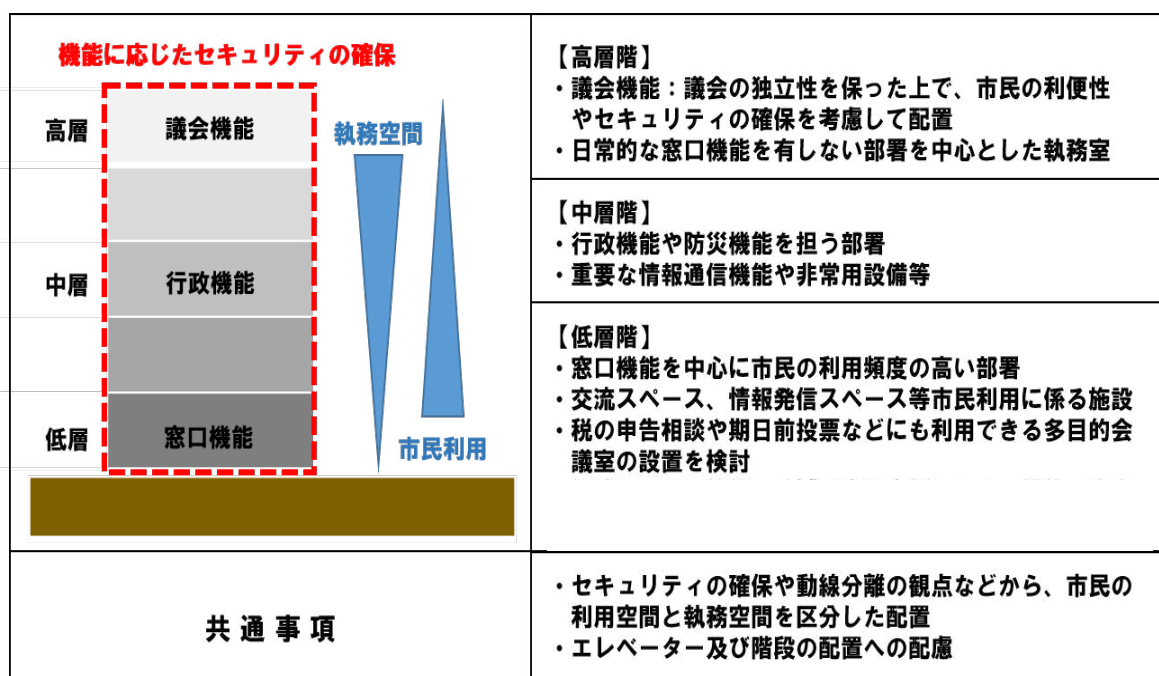 機能に応じたセキュリティの確保
高層
議会機能
執務空間
中層
行政機能
低層
窓口機能
市民利用
【高層階】
・議会機能：議会の独立性を保った上で、市民の利便性
やセキュリティの確保を考慮して配置
・日常的な窓口機能を有しない部署を中心とした執務室
【中層階】
・行政機能や防災機能を担う部署
・重要な情報通信機能や非常用設備等
【低層階】
・窓口機能を中心に市民の利用頻度の高い部署
・交流スペース、情報発信スペース等市民利用に係る施設
・税の申告相談や期日前投票などにも利用できる多目的会
議室の設置を検討
共通事項
・セキュリティの確保や動線分離の観点などから、市民の
利用空間と執務空間を区分した配置
・エレベーター及び階段の配置への配慮